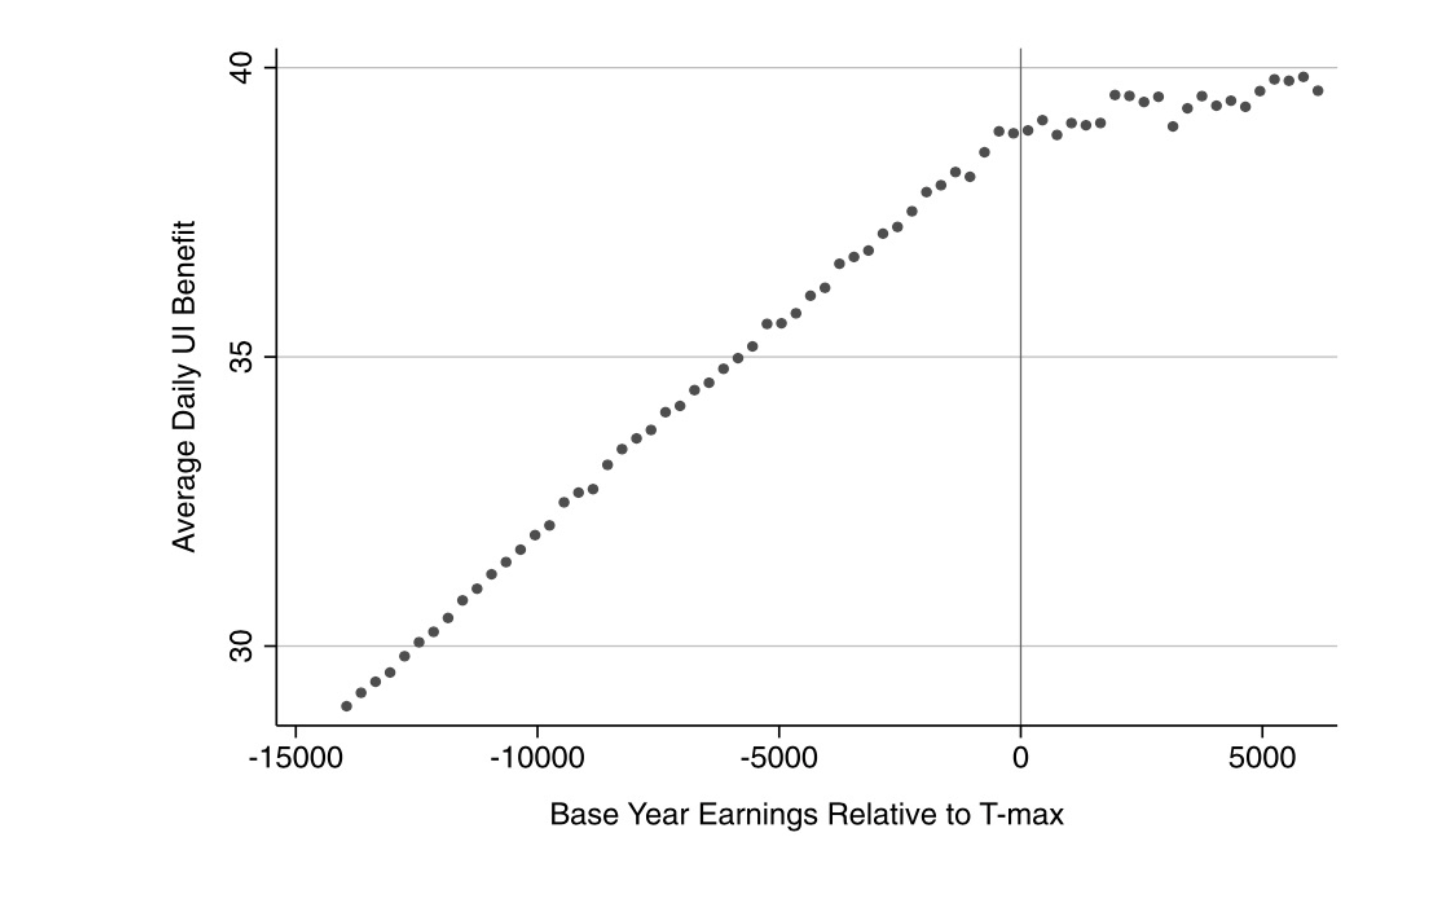 40
35
30
Average Daily UI Benefit
-15000 -10000 -5000 0 5000
Base Year Earnings Relative to T-max